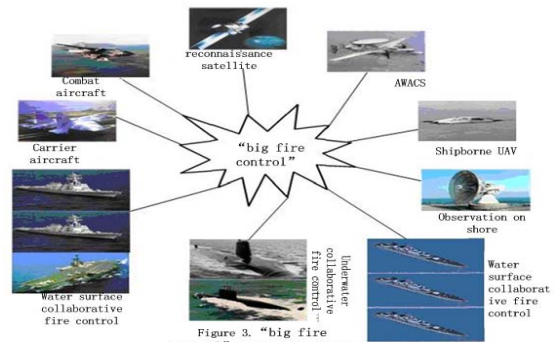 reconnaissance
satellite
Combat
aircraft
AWACS
Carrier
aircraft
“big fire
control”
Shipborne UAV
Observation on
shore
Water surface
collaborative
fire control
Underwater
collaborative
fire control
Water
surface
collaborat
ive fire
control
Figure 3. “big fire